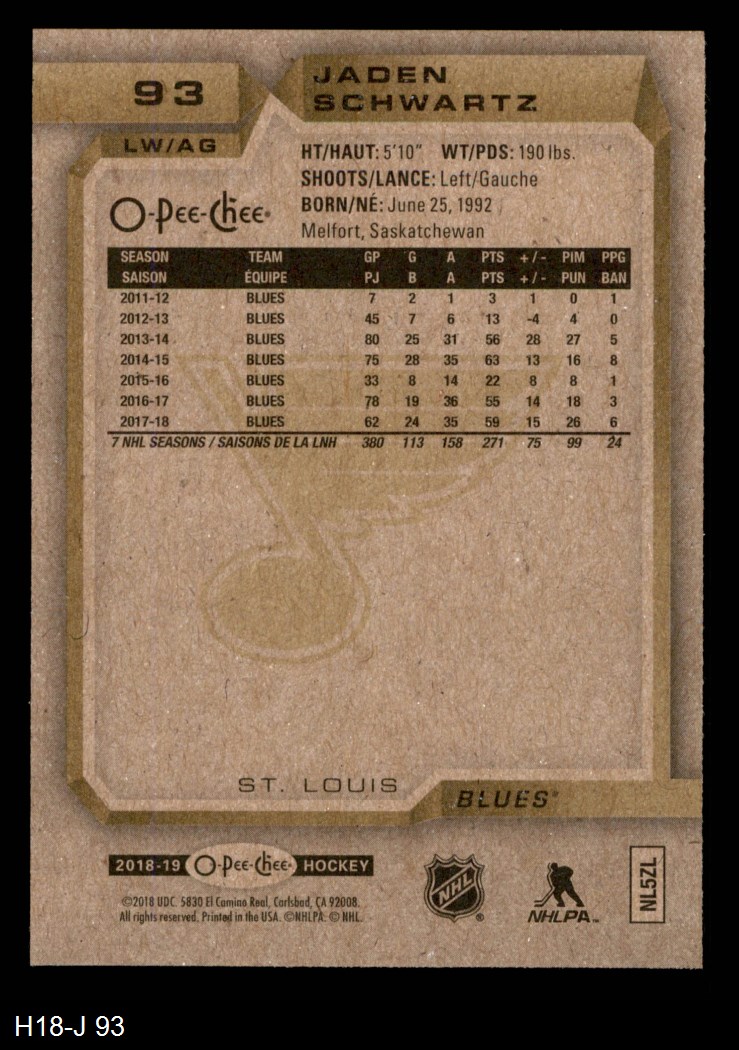 93
JADEN
SCHWARTZ
LW/AG
HT/HAUT: 5'10" WT/PDS: 190 lbs.
SHOOTS/LANCE: Left/Gauche
BORN/NÉ: June 25, 1992
Melfort, Saskatchewan
O-Pee-Chee
SEASON TEAM GP G A PTS +/- PIM PPG
SAISON ÉQUIPE PJ B A PTS +/- PUN BAN
2011-12 BLUES 7 2 1 3 1 0 1
2012-13 BLUES 45 7 6 13 -4 4 0
2013-14 BLUES 80 25 31 56 28 27 5
2014-15 BLUES 75 28 35 63 13 16 8
2015-16 BLUES 33 8 14 22 8 8 1
2016-17 BLUES 78 19 36 55 14 18 3
2017-18 BLUES 62 24 35 59 15 26 6
7 NHL SEASONS / SAISONS DE LA LNH 380 113 158 271 75 99 24
ST. LOUIS
BLUES®
2018-19 O-Pee-Chee HOCKEY
©2018 UDC. 5830 El Camino Real, Carlsbad, CA 92008.
All rights reserved. Printed in the USA. ©NHLPA. © NHL.
NHL®
NHLPA™
NL5ZL
H18-J 93